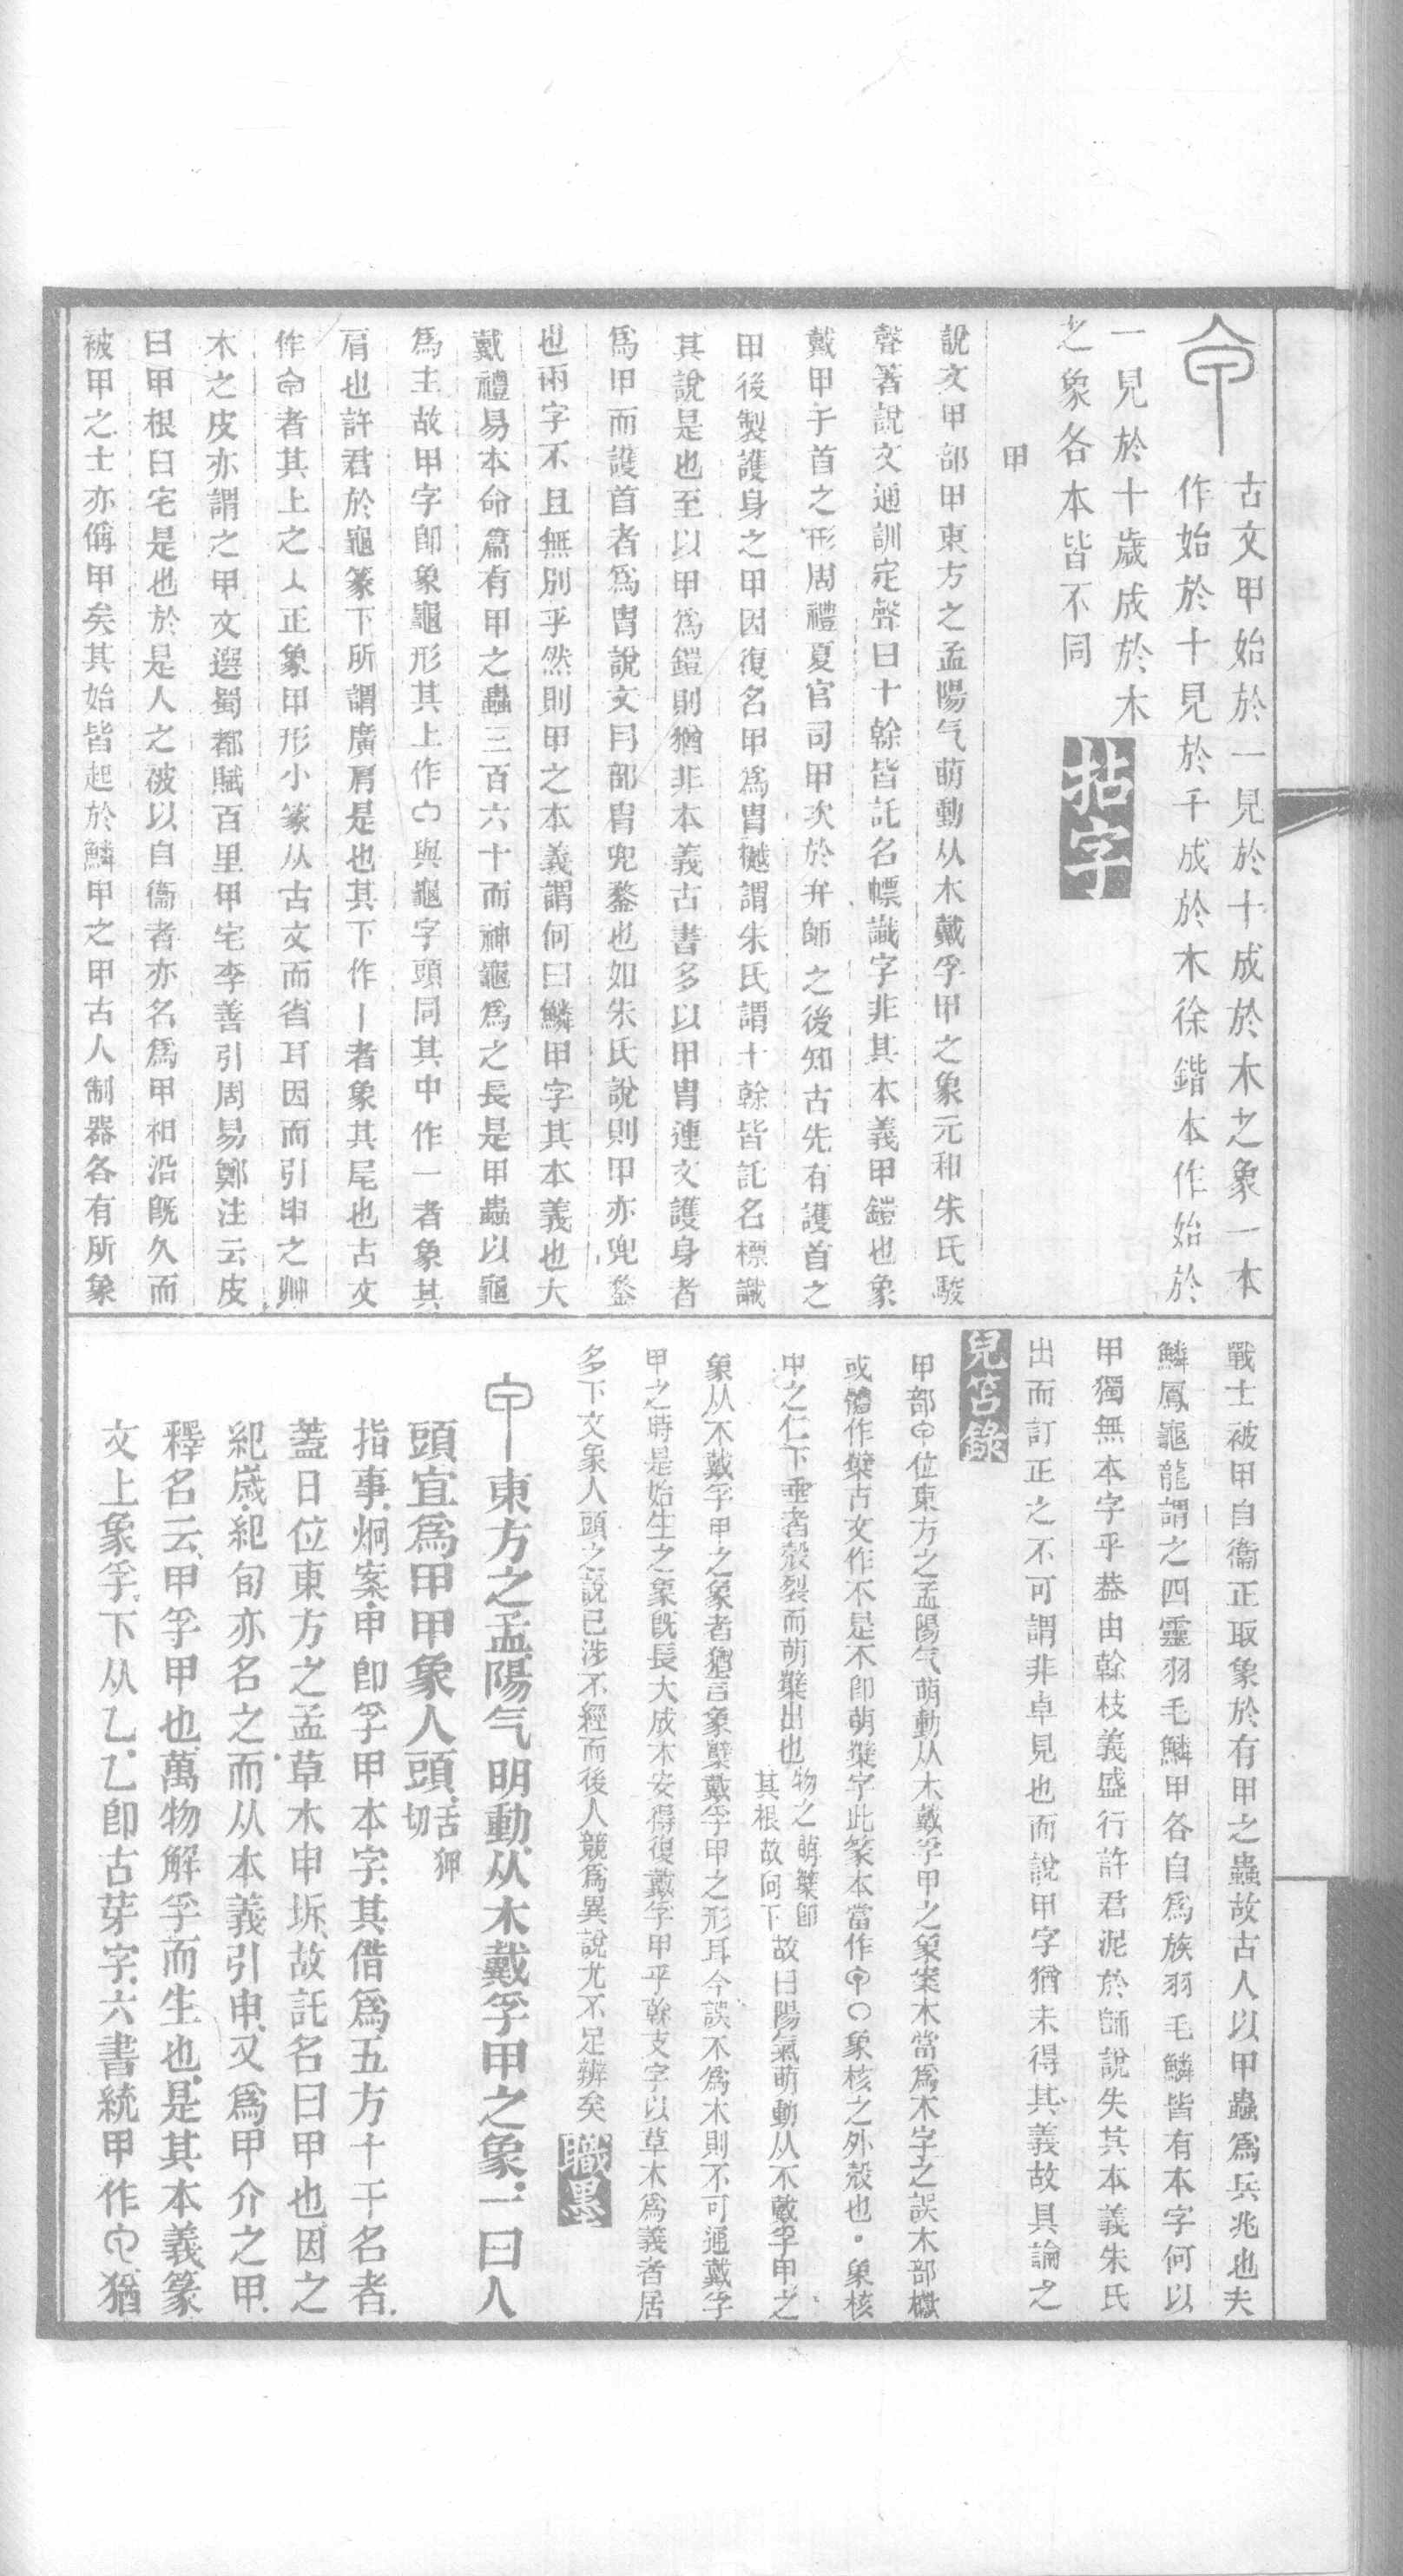 古文甲始於一見於十成於木之象一本
作始於十見於千成於木徐鍇本作始於
一見於十歲成於木
之象各本皆不同
拈字
甲
說文甲部甲東方之孟陽气萌動从木戴孚甲之象元和朱氏駿
聲著說文通訓定聲曰十榦皆託名幖識字非其本義甲鎧也象
戴甲于首之形周禮夏官司甲次於弁師之後知古先有護首之
甲後製護身之甲因復名甲爲冑樾謂朱氏謂十榦皆託名標識
其說是也至以甲爲鎧則猶非本義古書多以甲冑連文護身者
爲甲而護首者爲冑說文冃部冑兜鍪也如朱氏說則甲亦兜鍪
也兩字不且無別乎然則甲之本義謂何曰鱗甲字其本義也大
戴禮易本命篇有甲之蟲三百六十而神龜爲之長是甲蟲以龜
爲主故甲字卽象龜形其上作 與龜字頭同其中作一者象其
肩也許君於龜篆下所謂廣肩是也其下作丨者象其尾也古文
作命者其上之人正象甲形小篆从古文而省耳因而引申之艸
木之皮亦謂之甲文選蜀都賦百里甲宅李善引周易鄭注云皮
曰甲根曰宅是也於是人之被以自衞者亦名爲甲相沿旣久而
被甲之士亦偁甲矣其始皆起於鱗甲之甲古人制器各有所象
戰士被甲自衞正取象於有甲之蟲故古人以甲蟲爲兵兆也夫
鱗鳳龜龍謂之四靈羽毛鱗甲各自爲族羽毛鱗皆有本字何以
甲獨無本字乎葢由榦枝義盛行許君泥於師說失其本義朱氏
出而訂正之不可謂非卓見也而說甲字猶未得其義故具論之
兒笘錄
甲部 位東方之孟陽气萌動从木戴孚甲之象案木當爲不字之誤木部櫱
或體作櫱古文作不是不卽萌櫱字此篆本當作 象核之外殼也。象核
中之仁下垂者殼裂而萌櫱出也物之萌櫱卽其根故向下故曰陽氣萌動从不戴孚甲之
象从不戴孚甲之象者猶言象櫱戴孚甲之形耳今誤不爲木則不可通戴孚
甲之時是始生之象旣長大成木安得復戴孚甲乎榦支字以草木爲義者居
多下文象人頭之說已涉不經而後人競爲異說尤不足辨矣
職墨
東方之孟陽气明動从木戴孚甲之象一曰人
頭宜爲甲甲象人頭古狎切
指事炯案甲卽孚甲本字其借爲五方十干名者
蓋日位東方之孟草木甲坼故託名曰甲也因之
紀歲紀旬亦名之而从本義引申又爲甲介之甲
釋名云甲孚甲也萬物解孚而生也是其本義篆
文上象孚下从乙乙卽古芽字六書統甲作 猶